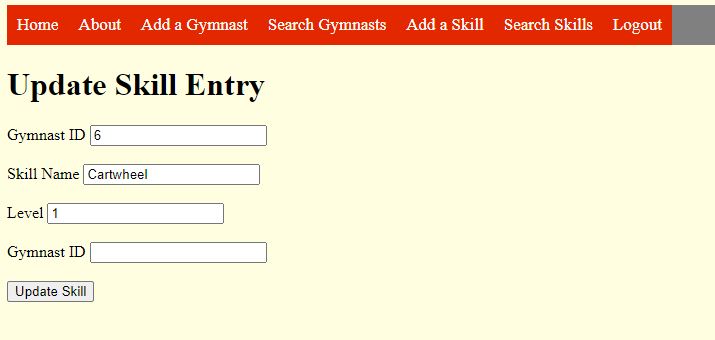 Home About Add a Gymnast Search Gymnasts Add a Skill Search Skills Logout
Update Skill Entry
Gymnast ID 6
Skill Name Cartwheel
Level 1
Gymnast ID
Update Skill